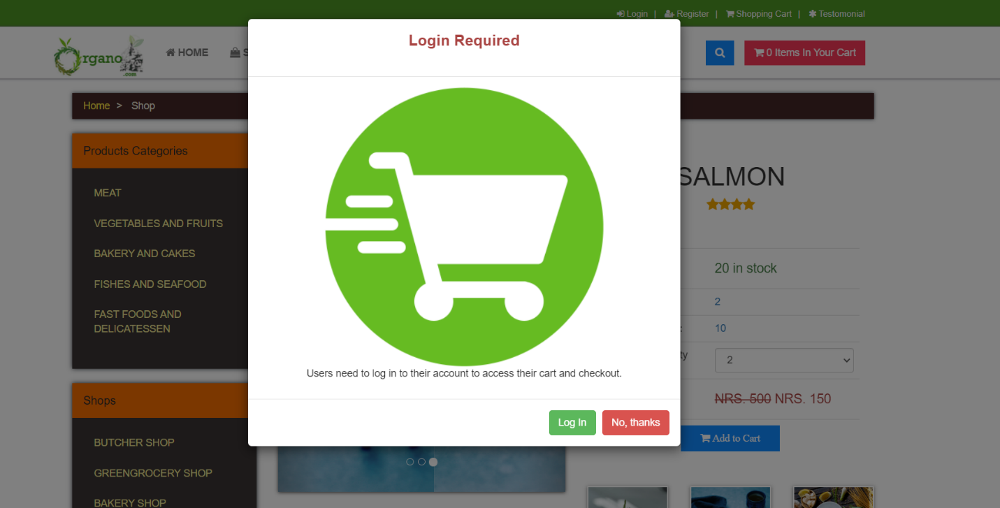 Login | Register | Shopping Cart | Testomonial
Login Required
Organo
.com
HOME
S
0 Items In Your Cart
Home > Shop
Products Categories
MEAT
VEGETABLES AND FRUITS
BAKERY AND CAKES
FISHES AND SEAFOOD
FAST FOODS AND
DELICATESSEN
SALMON
20 in stock
2
: 10
ty 2
NRS. 500 NRS. 150
Add to Cart
Users need to log in to their account to access their cart and checkout.
Log In No, thanks
Shops
BUTCHER SHOP
GREENGROCERY SHOP
BAKERY SHOP